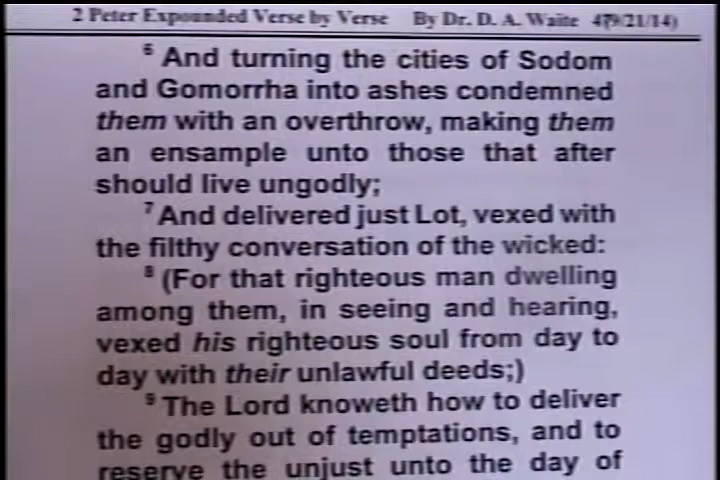 2 Peter Expounded Verse by Verse By Dr. D. A. Waite 9/21/14)
6 And turning the cities of Sodom
and Gomorrha into ashes condemned
them with an overthrow, making them
an ensample unto those that after
should live ungodly;
7 And delivered just Lot, vexed with
the filthy conversation of the wicked:
8 (For that righteous man dwelling
among them, in seeing and hearing,
vexed his righteous soul from day to
day with their unlawful deeds;)
9 The Lord knoweth how to deliver
the godly out of temptations, and to
reserve the unjust unto the day of